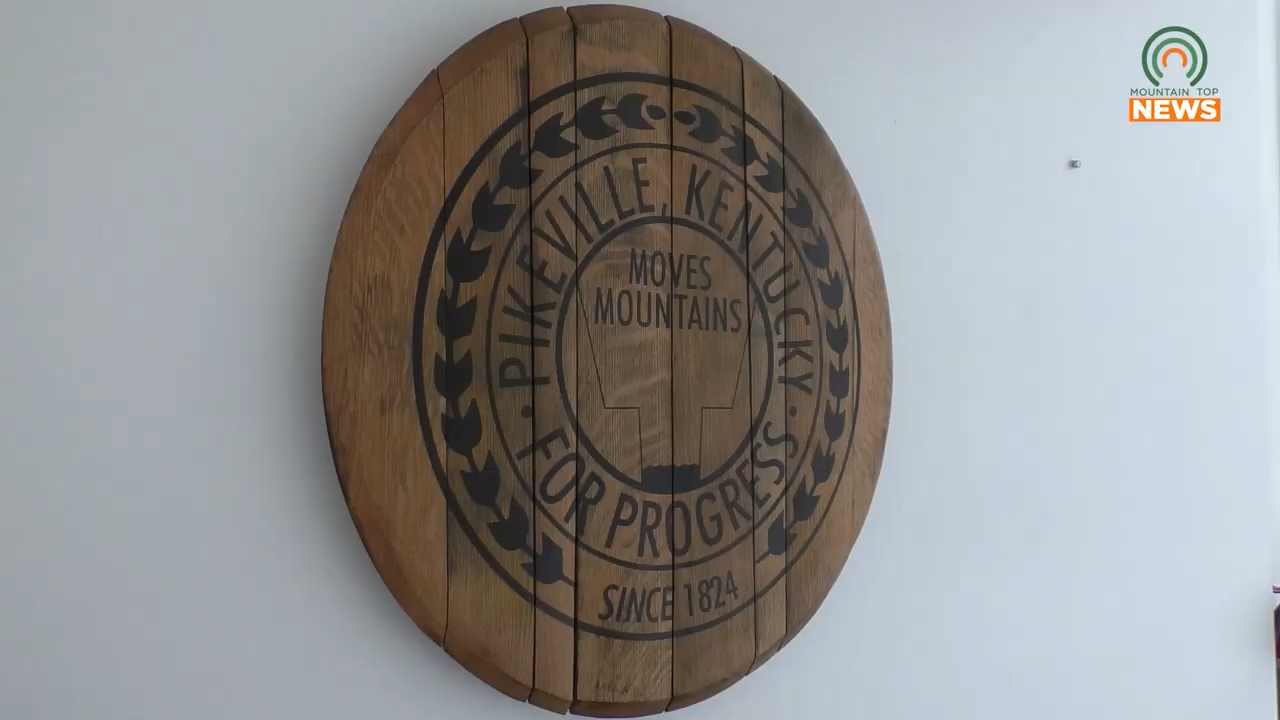 MOUNTAIN TOP
NEWS
PIKEVILLE, KENTUCKY
MOVES
MOUNTAINS
FOR PROGRESS
SINCE 1824